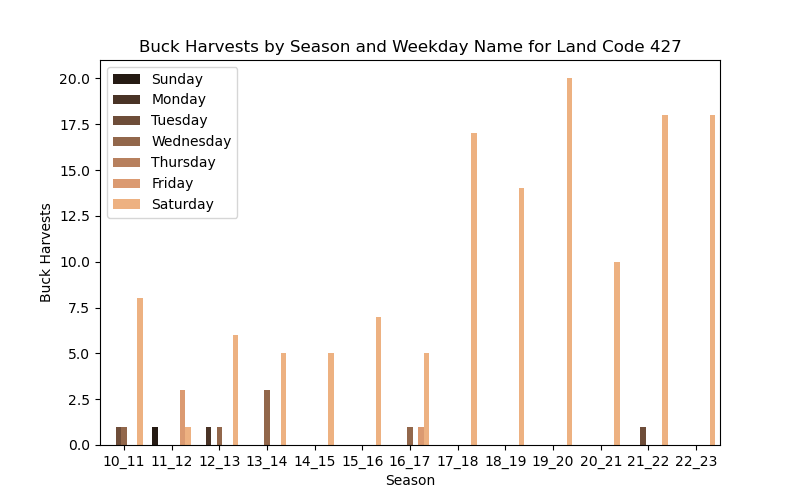 Buck Harvests by Season and Weekday Name for Land Code 427
20.0
17.5
15.0
12.5
10.0
7.5
5.0
2.5
0.0
Buck Harvests
Sunday
Monday
Tuesday
Wednesday
Thursday
Friday
Saturday
10_11 11_12 12_13 13_14 14_15 15_16 16_17 17_18 18_19 19_20 20_21 21_22 22_23
Season